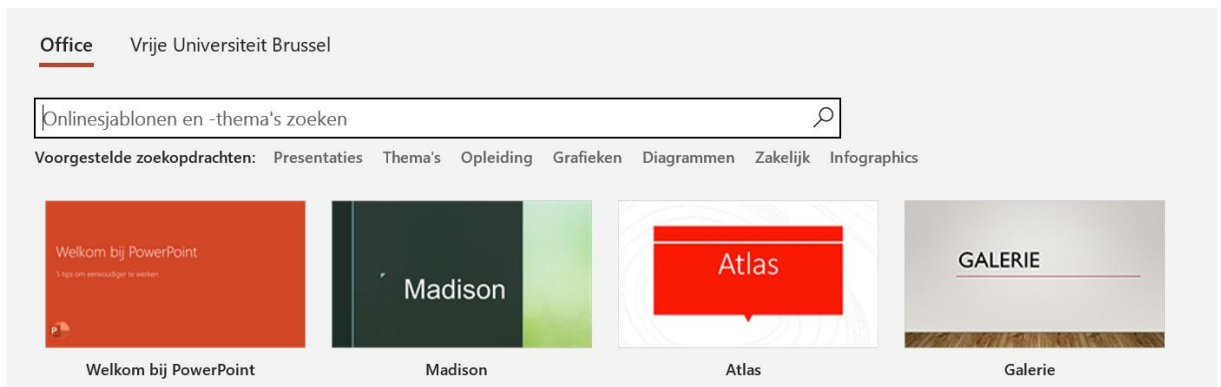 Office Vrije Universiteit Brussel
Onlinesjablonen en -thema's zoeken
Voorgestelde zoekopdrachten: Presentaties Thema's Opleiding Grafieken Diagrammen Zakelijk Infographics
Welkom bij PowerPoint
5 tips om eenvoudiger te werken
P
Madison
Atlas
GALERIE
Welkom bij PowerPoint Madison Atlas Galerie